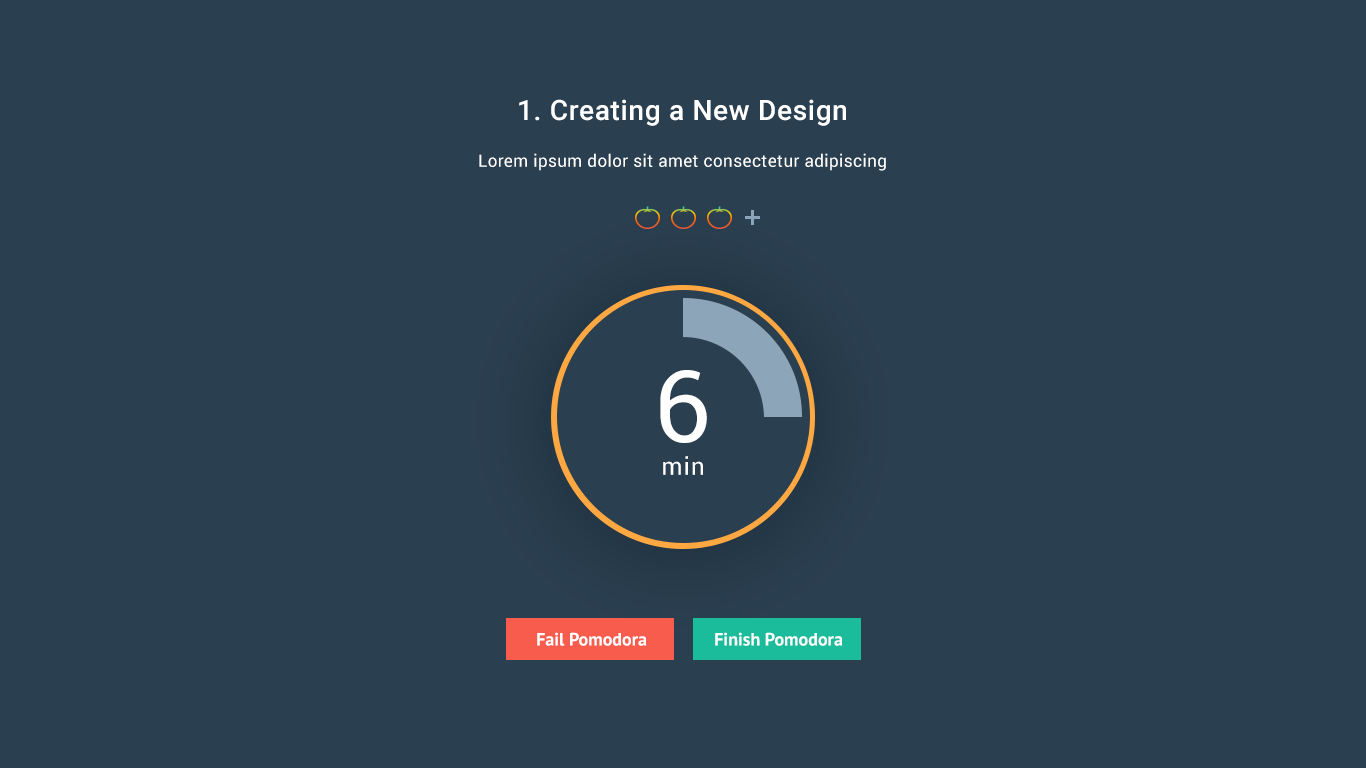 1. Creating a New Design
Lorem ipsum dolor sit amet consectetur adipiscing
6
min
Fail Pomodora
Finish Pomodora